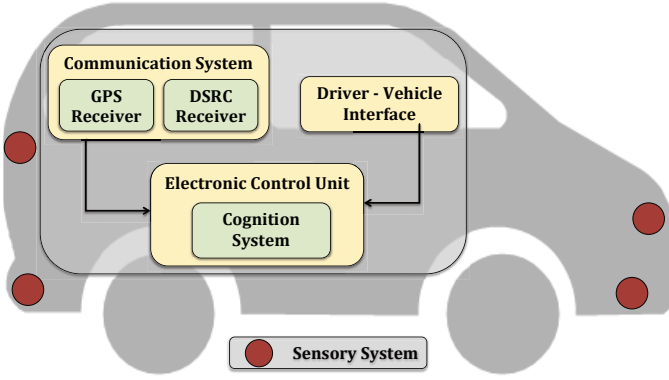 Communication System
GPS
Receiver
DSRC
Receiver
Driver - Vehicle
Interface
Electronic Control Unit
Cognition
System
Sensory System